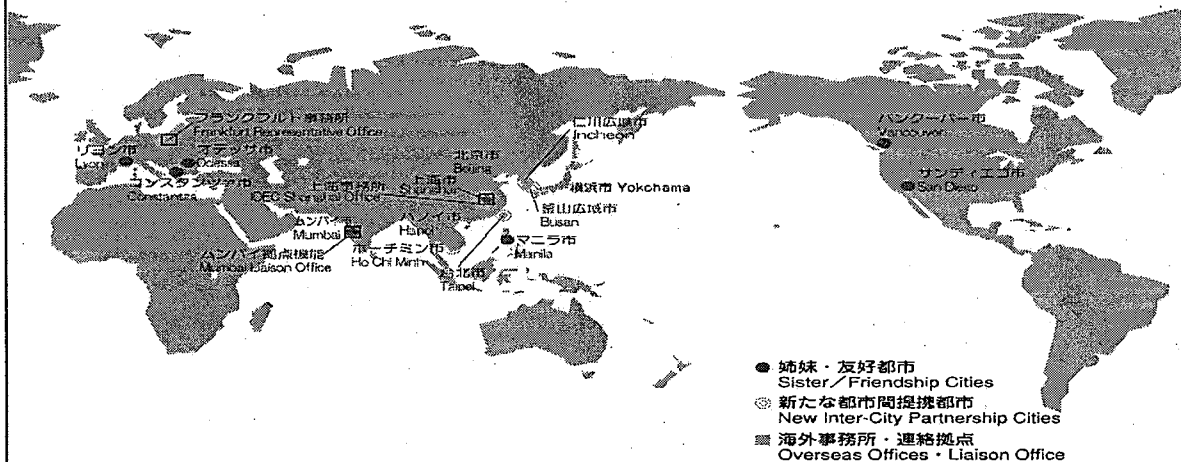 フランクフルト事務所
Frankfurt Representative Office
リヨン市
Lyon
オデッサ市
Odessa
コンスタンツァ市
Constantza
仁川広域市
Incheon
北京市
Beijing
上海市
Shanghai
上海事務所
IDEC Shanghai Office
横浜市 Yokohama
釜山広域市
Busan
ムンバイ市
Mumbai
ハノイ市
Hanoi
ムンバイ拠点機能
Mumbai Liaison Office
ホーチミン市
Ho Chi Minh
マニラ市
Manila
台北市
Taipei
バンクーバー市
Vancouver
サンディエゴ市
San Diego
姉妹・友好都市
Sister／Friendship Cities
新たな都市間提携都市
New Inter-City Partnership Cities
海外事務所・連絡拠点
Overseas Offices・Liaison Office